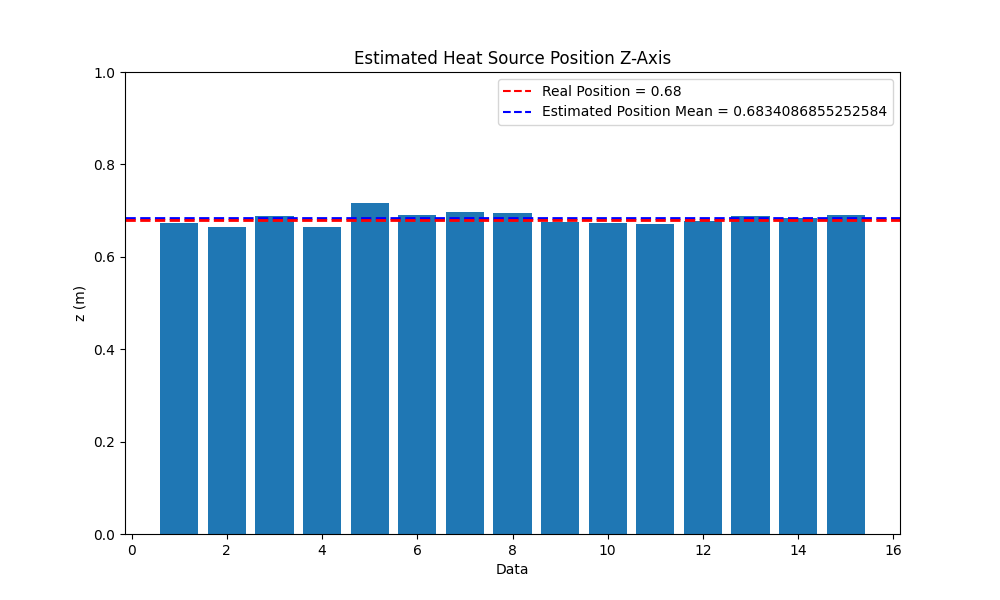 Estimated Heat Source Position Z-Axis
Real Position = 0.68
Estimated Position Mean = 0.6834086855252584
1.0
0.8
0.6
0.4
0.2
0.0
z (m)
0 2 4 6 8 10 12 14 16
Data